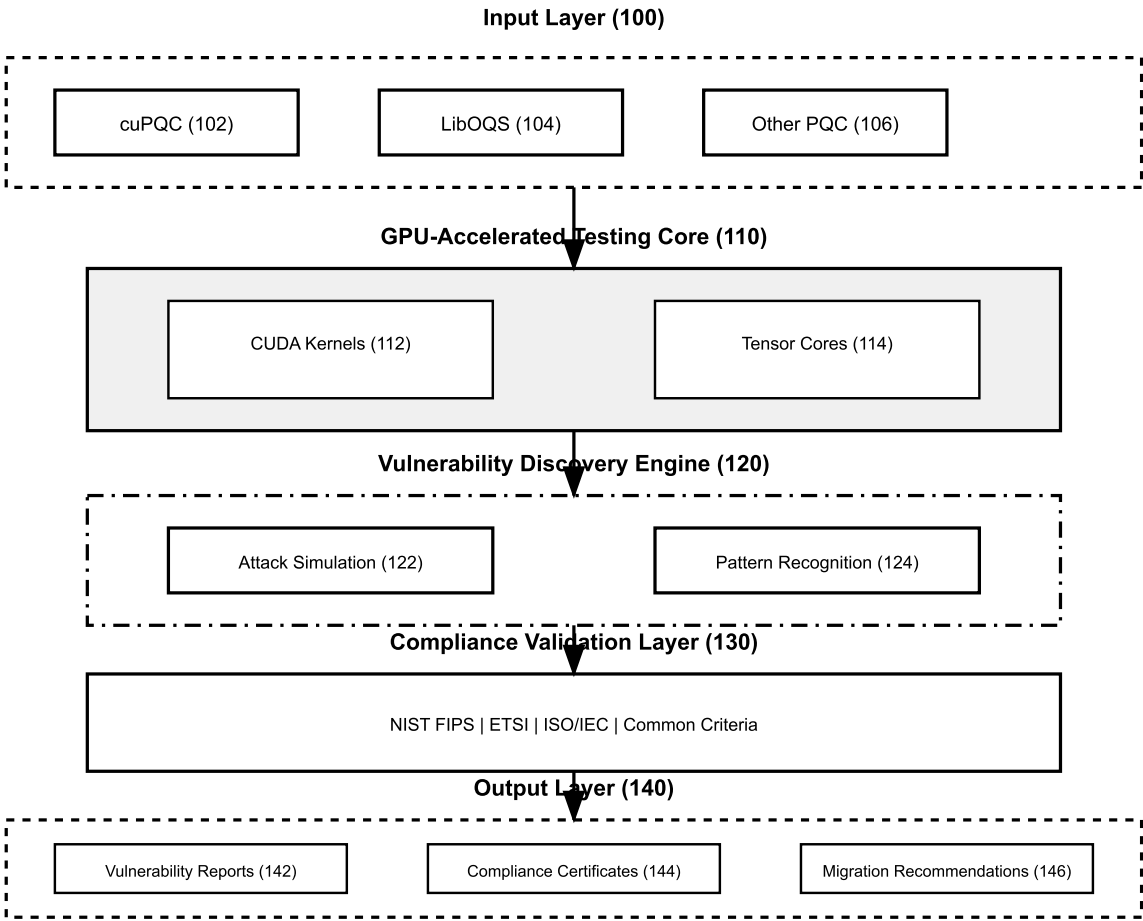 Input Layer (100)
cuPQC (102)
LibOQS (104)
Other PQC (106)
GPU-Accelerated Testing Core (110)
CUDA Kernels (112)
Tensor Cores (114)
Vulnerability Discovery Engine (120)
Attack Simulation (122)
Pattern Recognition (124)
Compliance Validation Layer (130)
NIST FIPS | ETSI | ISO/IEC | Common Criteria
Output Layer (140)
Vulnerability Reports (142)
Compliance Certificates (144)
Migration Recommendations (146)